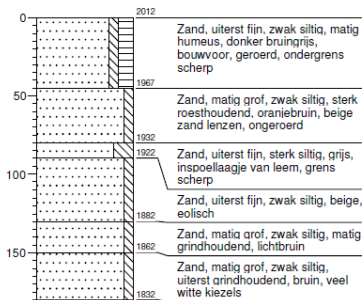 0
2012
Zand, uiterst fijn, zwak siltig, matig
humeus, donker bruingrijs,
bouwvoor, geroerd, ondergrens
scherp
1967
50
Zand, matig grof, zwak siltig, sterk
roesthoudend, oranjebruin, beige
zand lenzen, ongeroerd
1932
1922
Zand, uiterst fijn, sterk siltig, grijs,
inspoellaagje van leem, grens
scherp
100
Zand, uiterst fijn, zwak siltig, beige,
eolisch
1882
Zand, matig grof, zwak siltig, matig
grindhoudend, lichtbruin
1862
150
Zand, matig grof, zwak siltig,
uiterst grindhoudend, bruin, veel
witte kiezels
1832